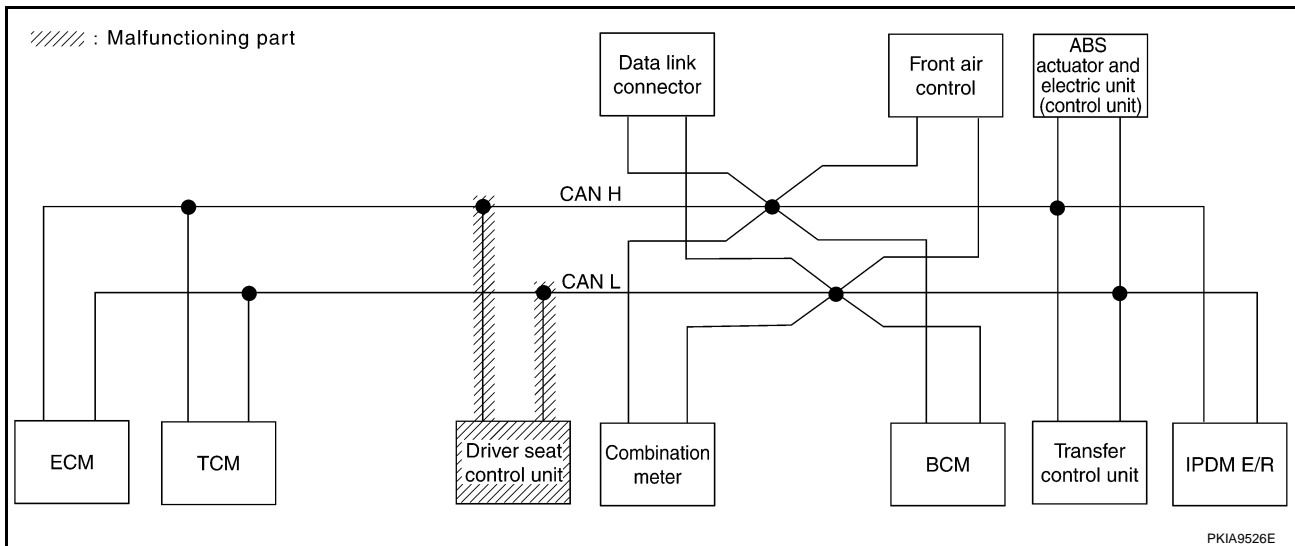 : Malfunctioning part
Data link
connector
Front air
control
ABS
actuator and
electric unit
(control unit)
CAN H
CAN L
ECM
TCM
Driver seat
control unit
Combination
meter
BCM
Transfer
control unit
IPDM E/R
PKIA9526E